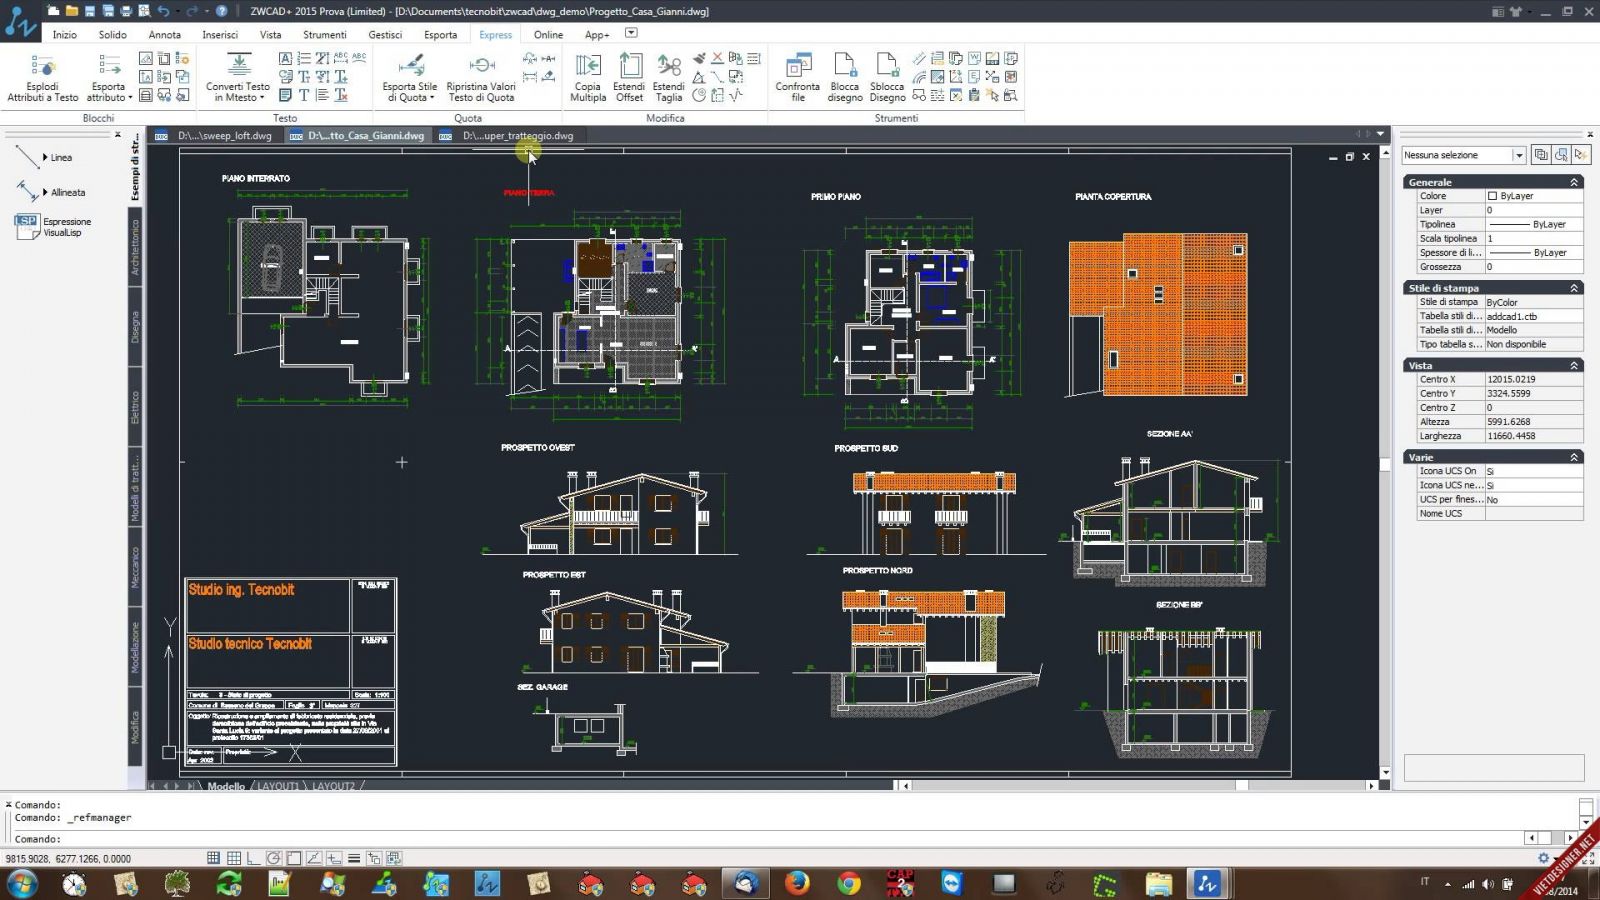 ZWCAD+ 2015 Prova (Limited) - [D:\Documents\tecnobit\zwcad\dwg_demo\Progetto_Casa_Gianni.dwg]
Inizio Solido Annota Inserisci Vista Strumenti Gestisci Esporta Express Online App+
Esplodi
Attributi a Testo
Esporta
attributo
Blocchi
Converti Testo
in Mtesto
Testo
Esporta Stile
di Quota
Ripristina Valori
Testo di Quota
Quota
Copia
Multipla
Estendi
Offset
Estendi
Taglia
Modifica
Confronta
file
Blocca
disegno
Sblocca
Disegno
Strumenti
D:\...\sweep_loft.dwg D:\...tto_Casa_Gianni.dwg D:\...uper_tratteggio.dwg
Linea
Allineata
LSP
Espressione
VisualLisp
Esempi di str...
Architettonico
Disegna
Elettrico
Modelli di tratt...
Meccanico
Modellazione
Modifica
PIANO INTERRATO
PIANO TERRA
PRIMO PIANO
PIANTA COPERTURA
A A'
A A'
PROSPETTO OVEST
PROSPETTO SUD
SEZIONE AA'
PROSPETTO EST
PROSPETTO NORD
SEZIONE BB'
SEZ. GARAGE
Studio ing. Tecnobit
Studio tecnico Tecnobit
Y
X
Modello LAYOUT1 LAYOUT2
Nessuna selezione
Generale
Colore ByLayer
Layer 0
Tipolinea ByLayer
Scala tipolinea 1
Spessore di li... ByLayer
Grossezza 0
Stile di stampa
Stile di stampa ByColor
Tabella stili di... addcad1.ctb
Tabella stili di... Modello
Tipo tabella s... Non disponibile
Vista
Centro X 12015.0219
Centro Y 3324.5599
Centro Z 0
Altezza 5991.6268
Larghezza 11660.4458
Varie
Icona UCS On Si
Icona UCS ne... Si
UCS per fines... No
Nome UCS
Comando:
Comando: _refmanager
Comando:
9815.9028, 6277.1266, 0.0000
IT
/2014
VIETDESIGNER.NET